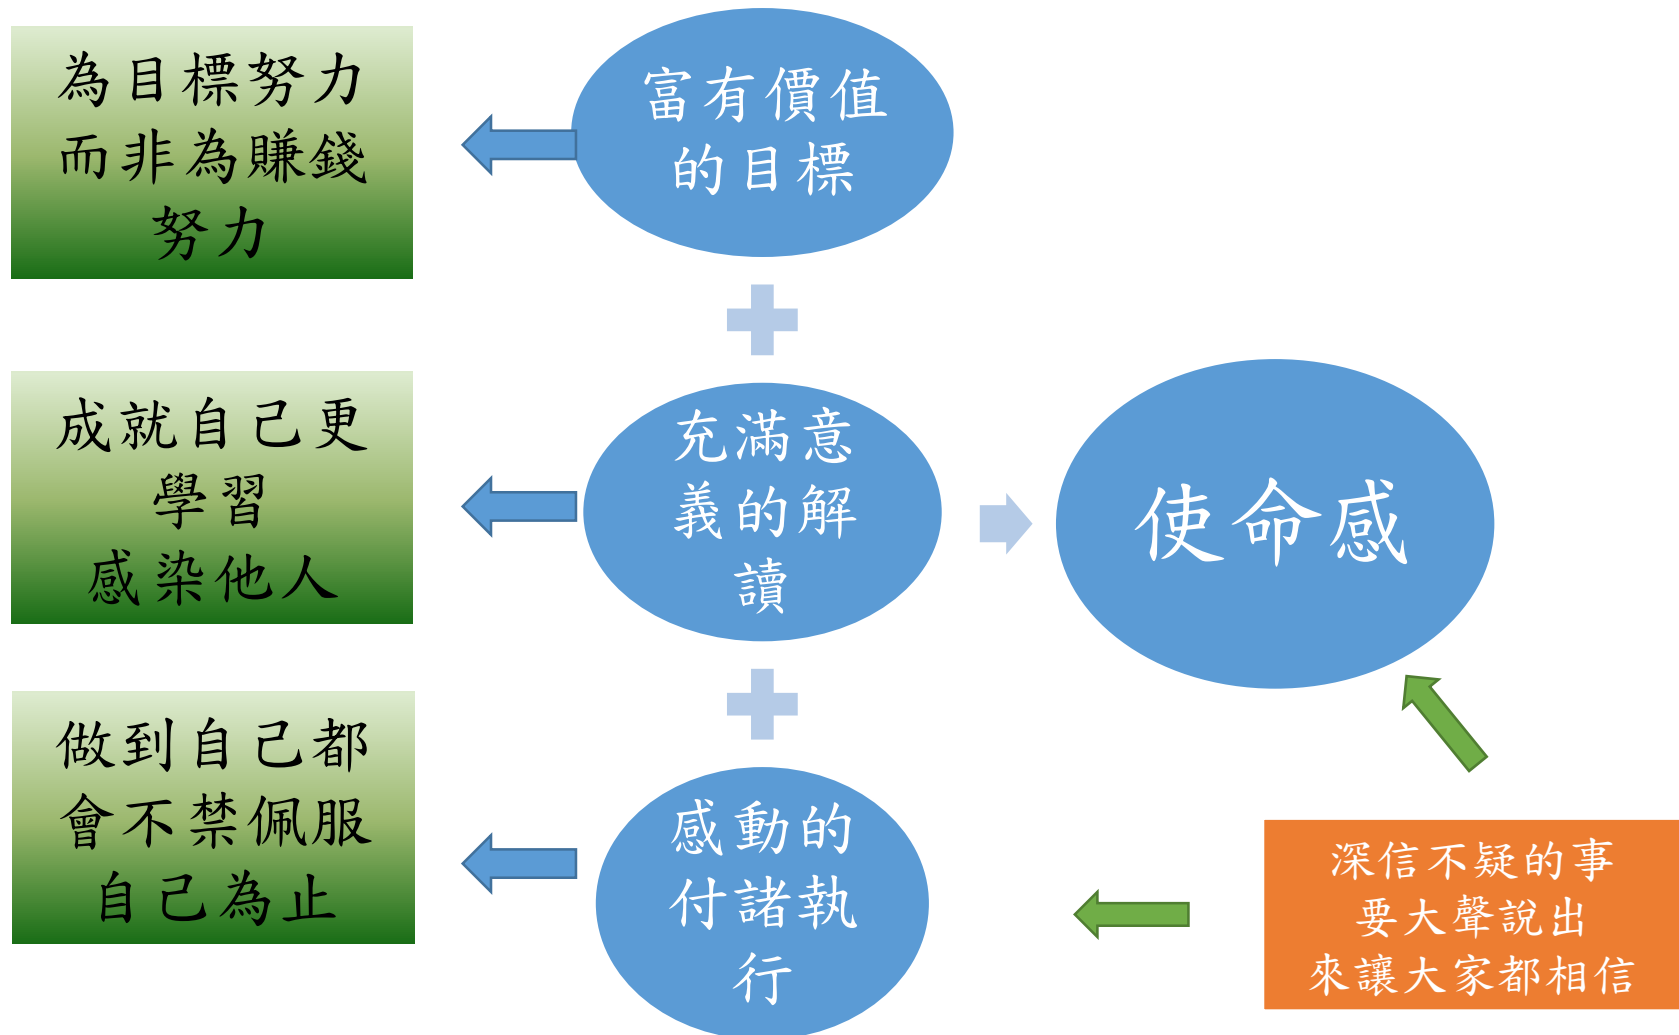 為目標努力
而非為賺錢
努力
富有價值
的目標
成就自己更
學習
感染他人
充滿意
義的解
讀
使命感
做到自己都
會不禁佩服
自己為止
感動的
付諸執
行
深信不疑的事
要大聲說出
來讓大家都相信